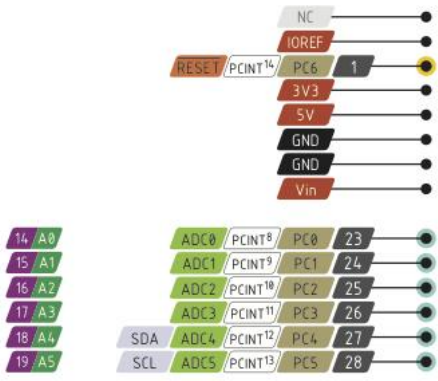 NC
IOREF
RESET PCINT14 PC6 1
3V3
5V
GND
GND
Vin
14 A0 ADC0 PCINT8 PC0 23
15 A1 ADC1 PCINT9 PC1 24
16 A2 ADC2 PCINT10 PC2 25
17 A3 ADC3 PCINT11 PC3 26
18 A4 SDA ADC4 PCINT12 PC4 27
19 A5 SCL ADC5 PCINT13 PC5 28